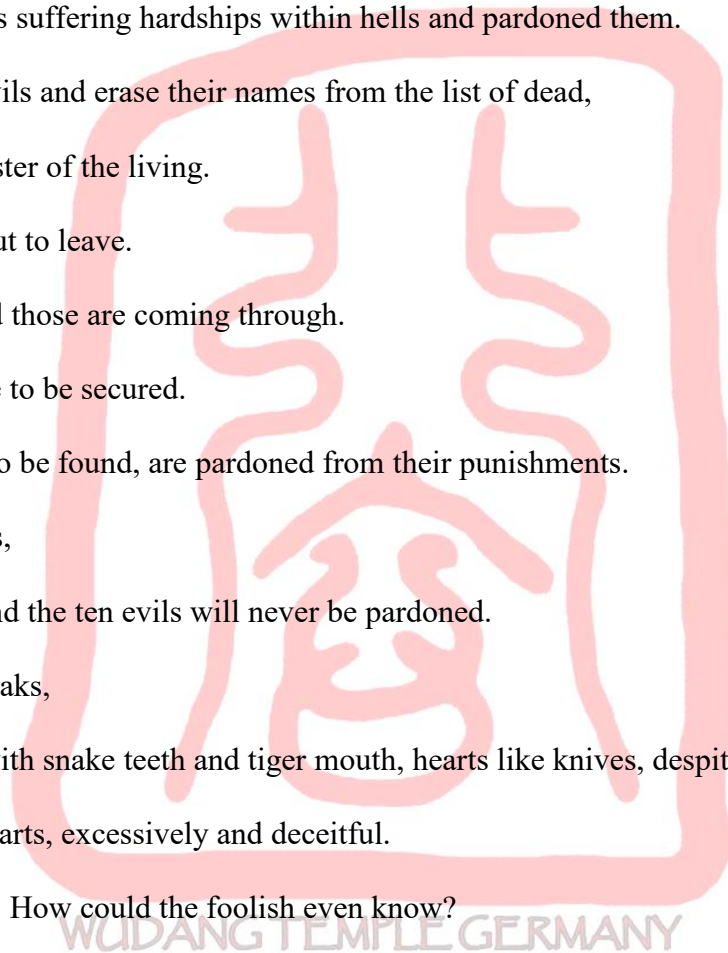 s suffering hardships within hells and pardoned them.
vils and erase their names from the list of dead,
ster of the living.
ut to leave.
d those are coming through.
e to be secured.
o be found, are pardoned from their punishments.
s,
nd the ten evils will never be pardoned.
aks,
vith snake teeth and tiger mouth, hearts like knives, despit
arts, excessively and deceitful.
How could the foolish even know?
WUDANG TEMPLE GERMANY